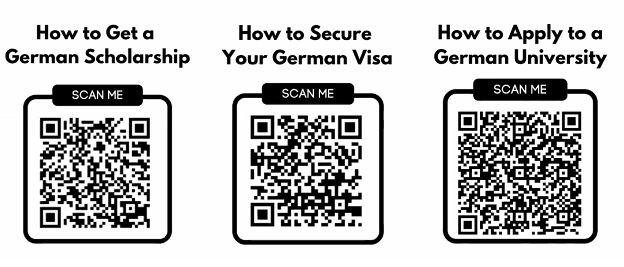 How to Get a
German Scholarship
SCAN ME
How to Secure
Your German Visa
SCAN ME
How to Apply to a
German University
SCAN ME